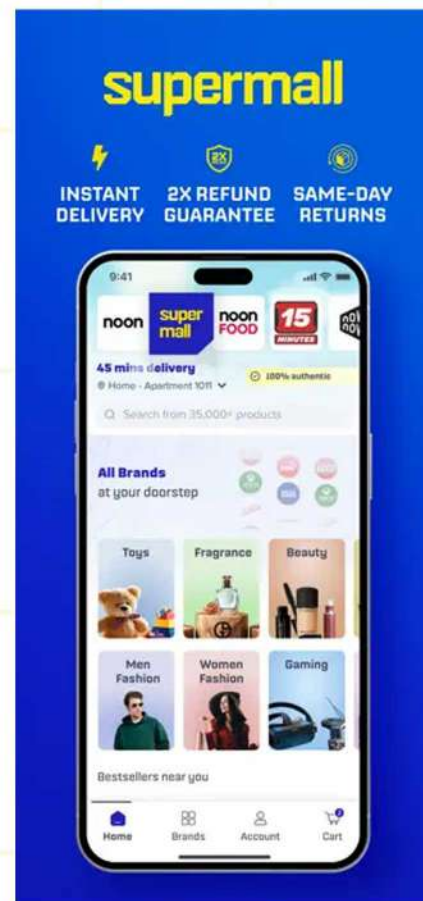 supermall
2X
INSTANT
DELIVERY
2X REFUND
GUARANTEE
SAME-DAY
RETURNS
9:41
noon
super
mall
noon
FOOD
15
MINUTES
45 mins delivery
Home - Apartment 1011
100% authentic
Search from 35,000+ products
All Brands
at your doorstep
Toys
Fragrance
Beauty
Men
Fashion
Women
Fashion
Gaming
Bestsellers near you
Home
Brands
Account
Cart